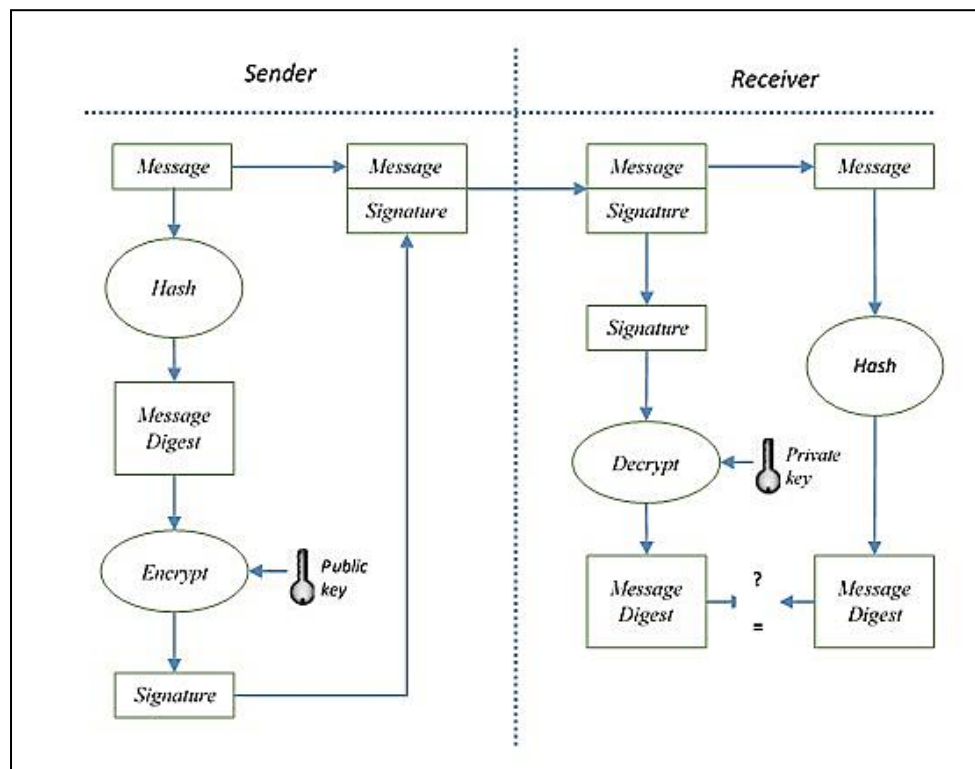 Sender
Message
Message
Signature
Hash
Message
Digest
Encrypt
Public
key
Signature
Receiver
Message
Signature
Message
Signature
Hash
Decrypt
Private
key
Message
Digest
?
=
Message
Digest